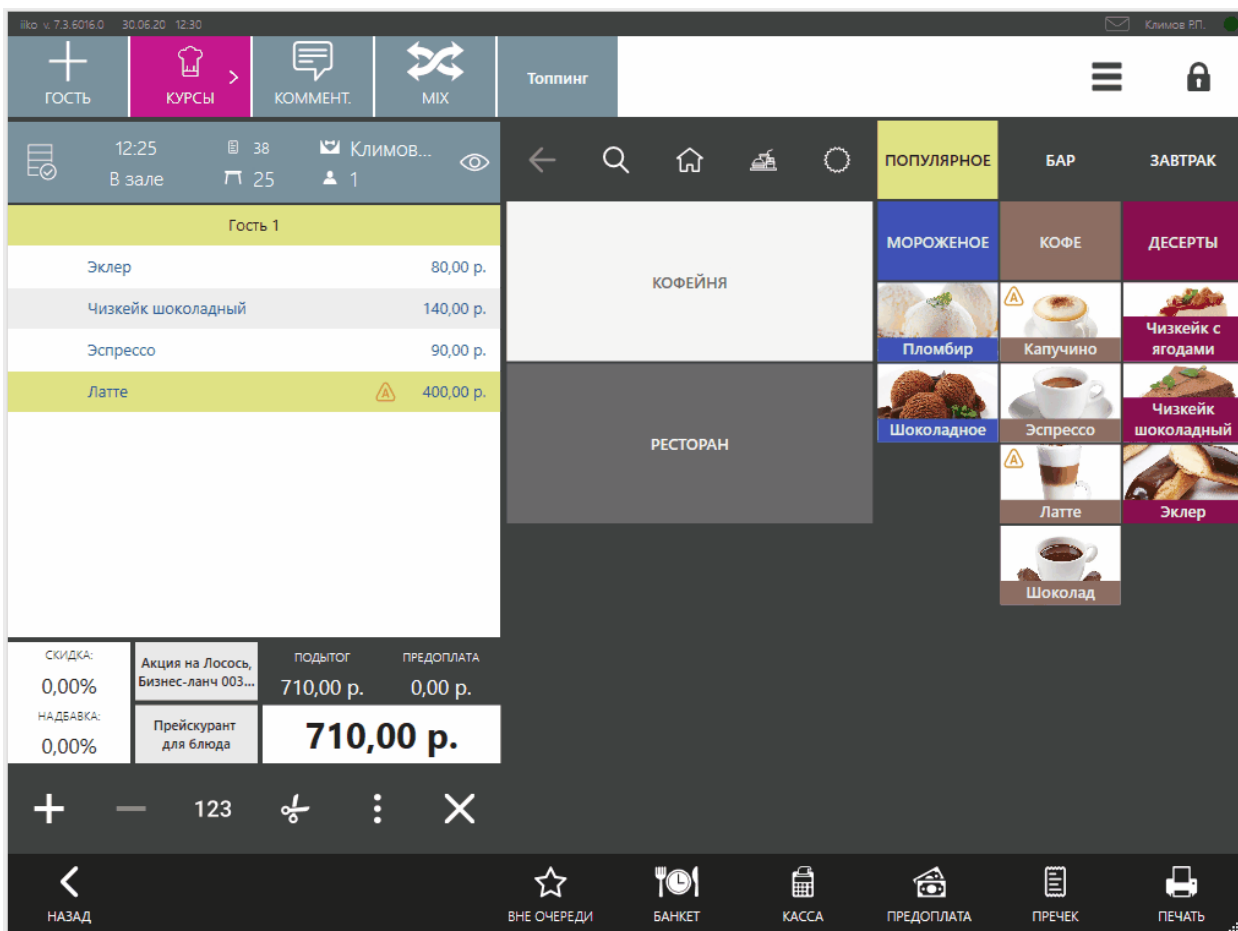 iiko v. 7.3.6016.0 30.06.20 12:30 Климов Р.П.
ГОСТЬ КУРСЫ КОММЕНТ. MIX Топпинг
12:25 38 Климов...
В зале 25 1
ПОПУЛЯРНОЕ БАР ЗАВТРАК
Гость 1
Эклер 80,00 р.
Чизкейк шоколадный 140,00 р.
Эспрессо 90,00 р.
Латте 400,00 р.
КОФЕЙНЯ
РЕСТОРАН
МОРОЖЕНОЕ КОФЕ ДЕСЕРТЫ
Пломбир Капучино Чизкейк с
ягодами
Шоколадное Эспрессо Чизкейк
шоколадный
Латте Эклер
Шоколад
СКИДКА:
0,00%
НАДБАВКА:
0,00%
Акция на Лосось,
Бизнес-ланч 003...
Прейскурант
для блюда
ПОДЫТОГ ПРЕДОПЛАТА
710,00 р. 0,00 р.
710,00 р.
123
НАЗАД ВНЕ ОЧЕРЕДИ БАНКЕТ КАССА ПРЕДОПЛАТА ПРЕЧЕК ПЕЧАТЬ